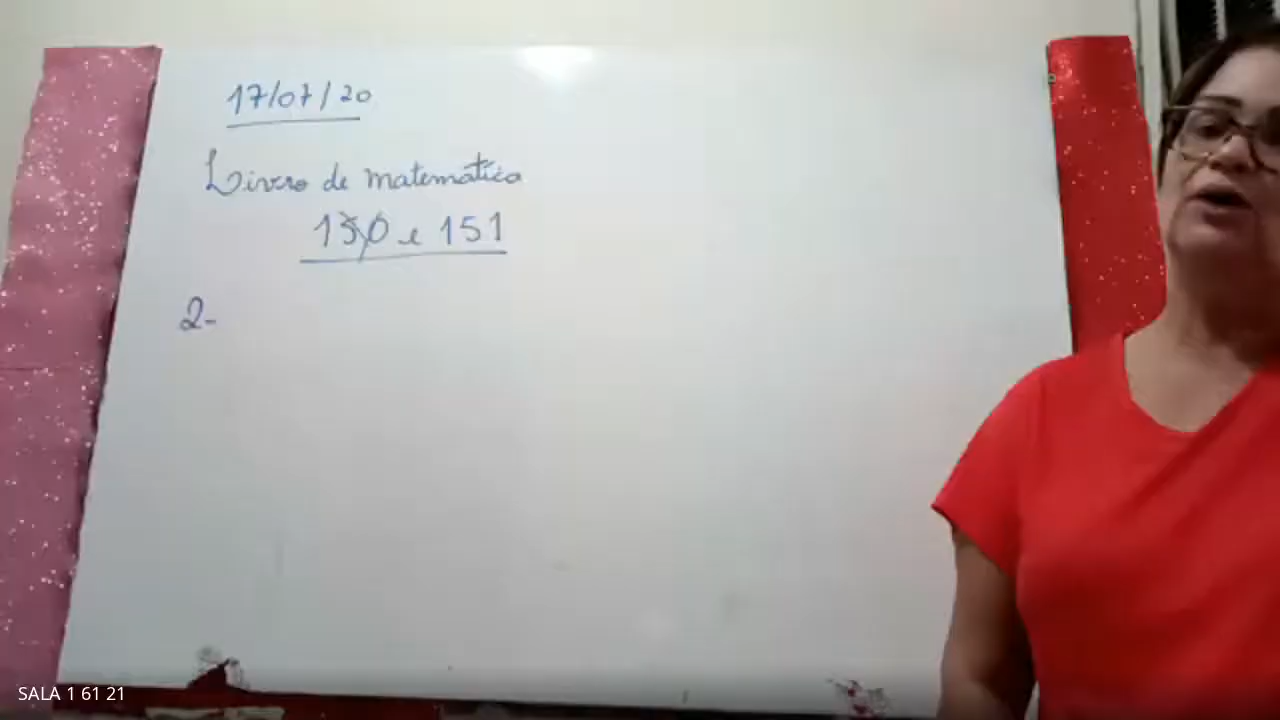 17/07/20
Livro de matemática
150 e 151
2-
SALA 1 61 21